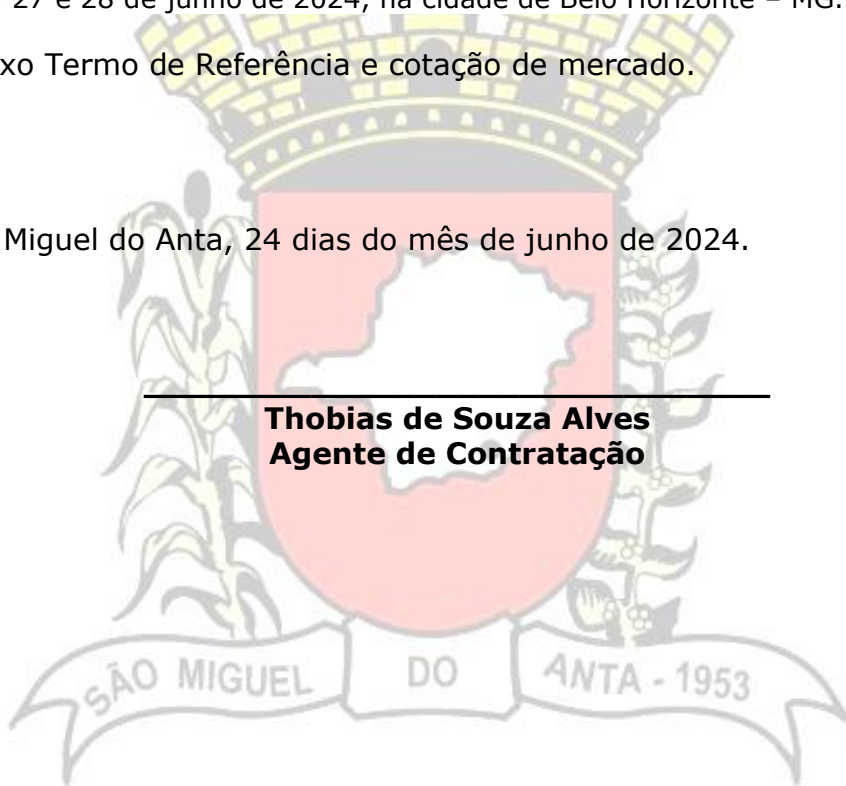 27 e 28 de junho de 2024, na cidade de Belo Horizonte – MG.
xo Termo de Referência e cotação de mercado.
Miguel do Anta, 24 dias do mês de junho de 2024.
Thobias de Souza Alves
Agente de Contratação
SÃO MIGUEL DO ANTA - 1953